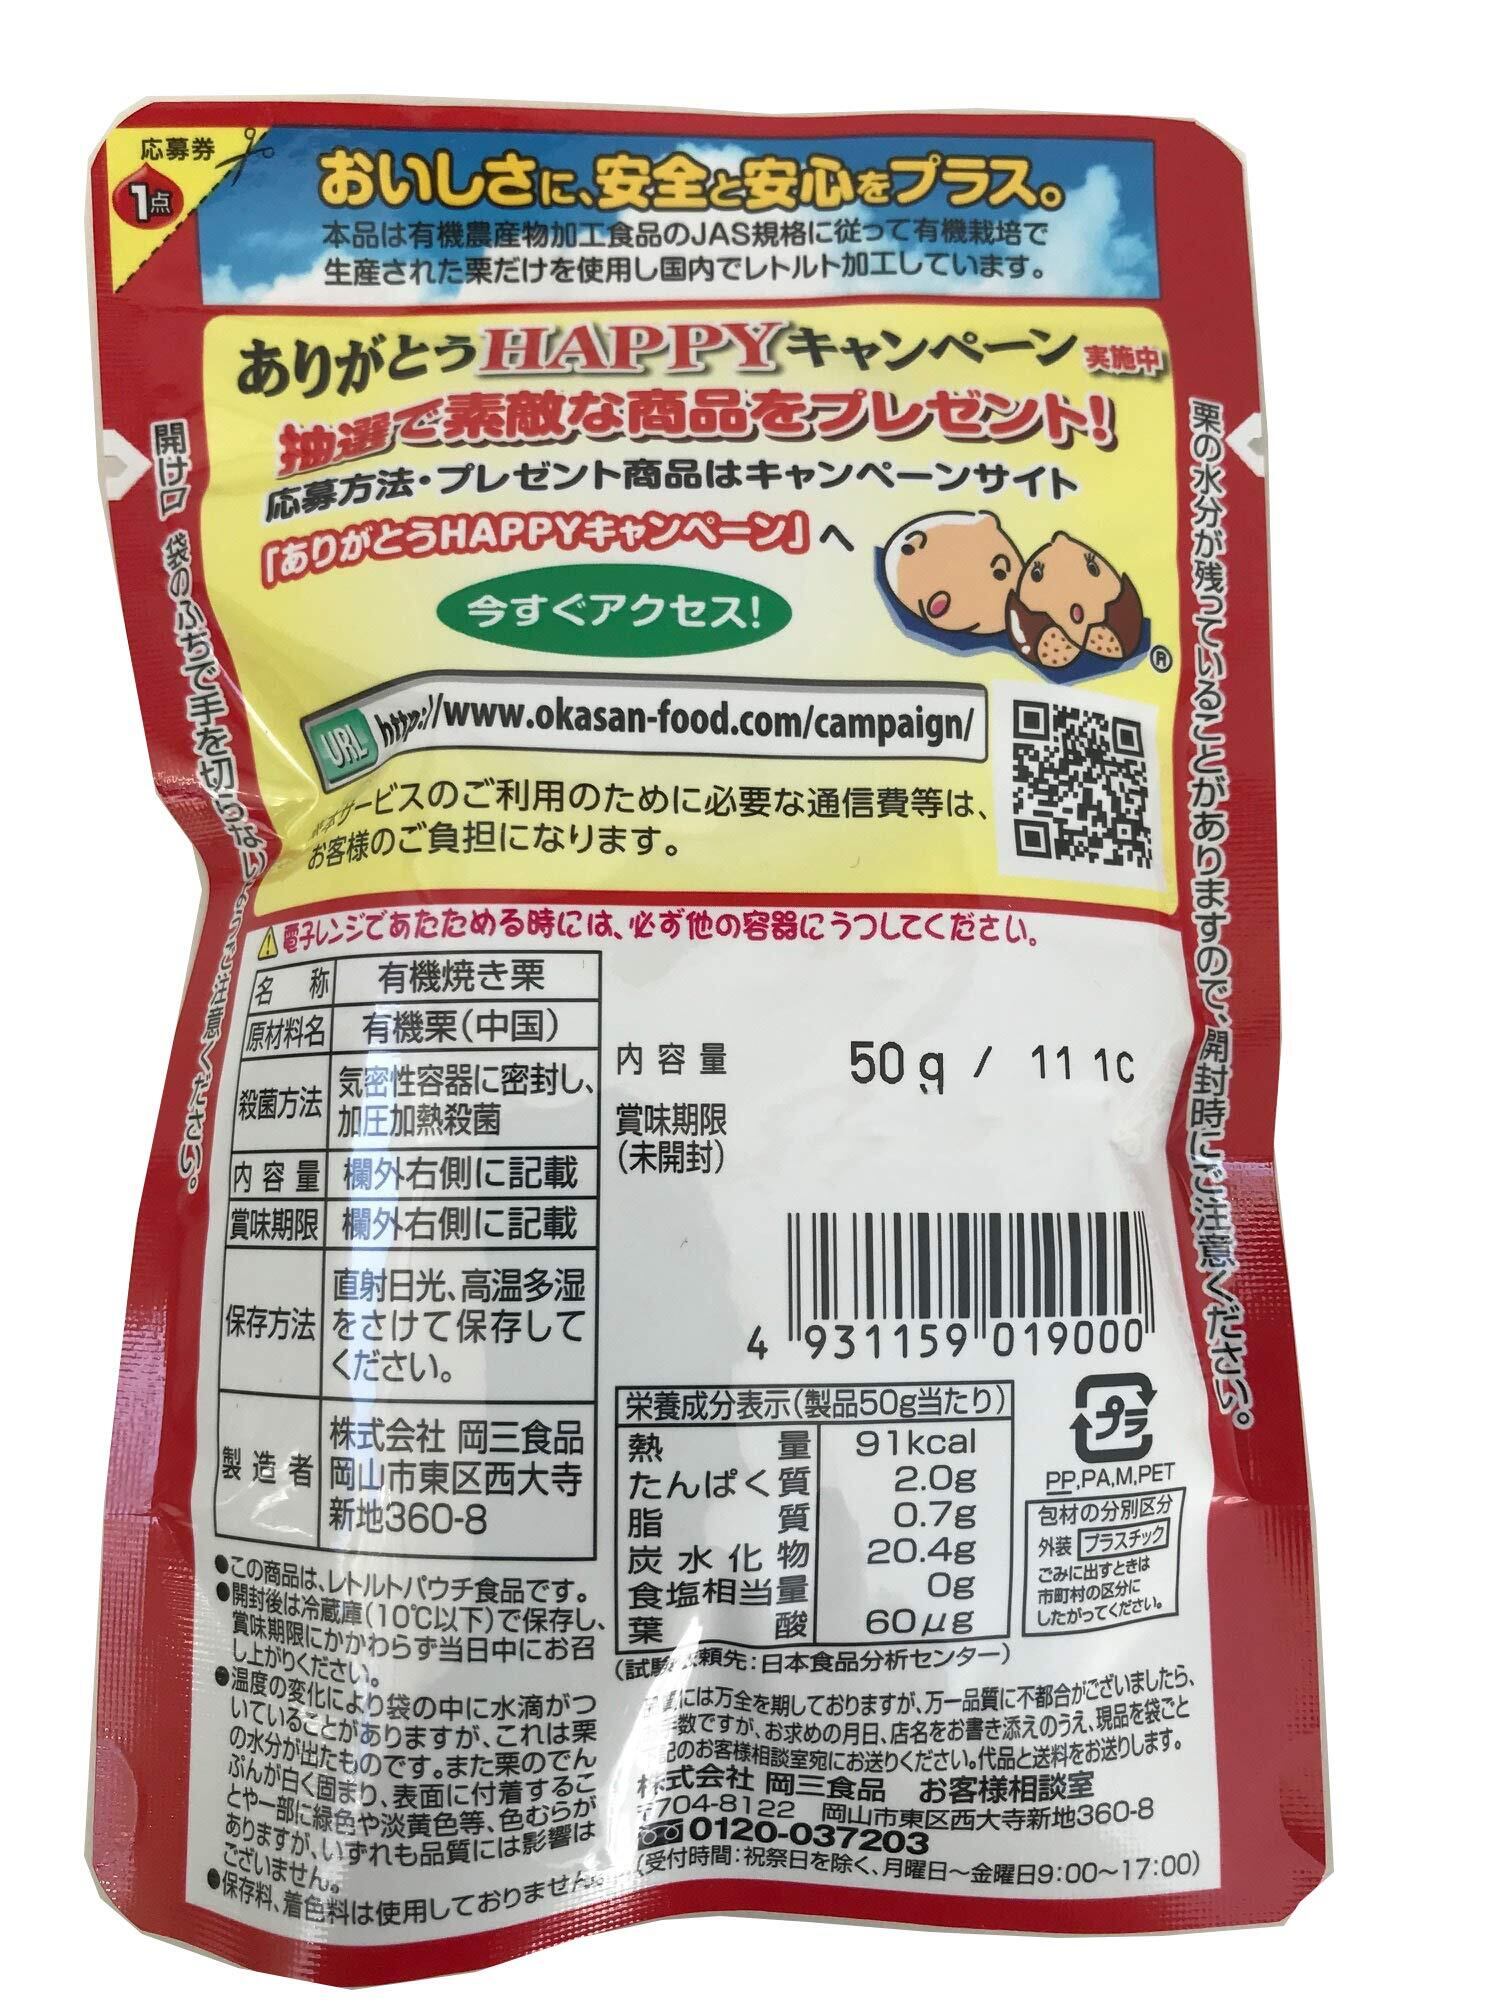 応募券
1点
おいしさに、安全と安心をプラス。
本品は有機農産物加工食品のJAS規格に従って有機栽培で
生産された栗だけを使用し国内でレトルト加工しています。
ありがとうHAPPYキャンペーン実施中
抽選で素敵な商品をプレゼント!
応募方法・プレゼント商品はキャンペーンサイト
「ありがとうHAPPYキャンペーン」へ
今すぐアクセス!
®
URL http://www.okasan-food.com/campaign/
※本サービスのご利用のために必要な通信費等は、
お客様のご負担になります。
開け口
袋のふちで手を切らないようにご注意ください。
栗の水分が残っていることがありますので、開封時にご注意ください。
電子レンジであたためる時には、必ず他の容器にうつしてください。
名称 有機焼き栗
原材料名 有機栗(中国)
殺菌方法 気密性容器に密封し、
加圧加熱殺菌
内容量 欄外右側に記載
賞味期限 欄外右側に記載
保存方法 直射日光、高温多湿
をさけて保存して
ください。
製造者 株式会社 岡三食品
岡山市東区西大寺
新地360-8
内容量 50g / 11 1C
賞味期限
(未開封)
4 931159 019000
栄養成分表示(製品50g当たり)
熱量 91kcal
たんぱく質 2.0g
脂質 0.7g
炭水化物 20.4g
食塩相当量 0g
葉酸 60μg
(試験依頼先:日本食品分析センター)
プラ
PP,PA,M,PET
包材の分別区分
外装 プラスチック
ごみに出すときは
市町村の区分に
したがってください。
●この商品は、レトルトパウチ食品です。
●開封後は冷蔵庫(10℃以下)で保存し、
賞味期限にかかわらず当日中にお召
し上がりください。
●温度の変化により袋の中に水滴がつ
いていることがありますが、これは栗
の水分が出たものです。また栗のでん
ぷんが白く固まり、表面に付着するこ
とや一部に緑色や淡黄色等、色むらが
ありますが、いずれも品質には影響は
ございません。
●保存料、着色料は使用しておりません。
には万全を期しておりますが、万一品質に不都合がございましたら、
数ですが、お求めの月日、店名をお書き添えのうえ、現品を袋ごと
記のお客様相談室宛にお送りください。代品と送料をお送りします。
株式会社 岡三食品 お客様相談室
〒704-8122 岡山市東区西大寺新地360-8
0120-037203
(受付時間:祝祭日を除く、月曜日〜金曜日9:00〜17:00)